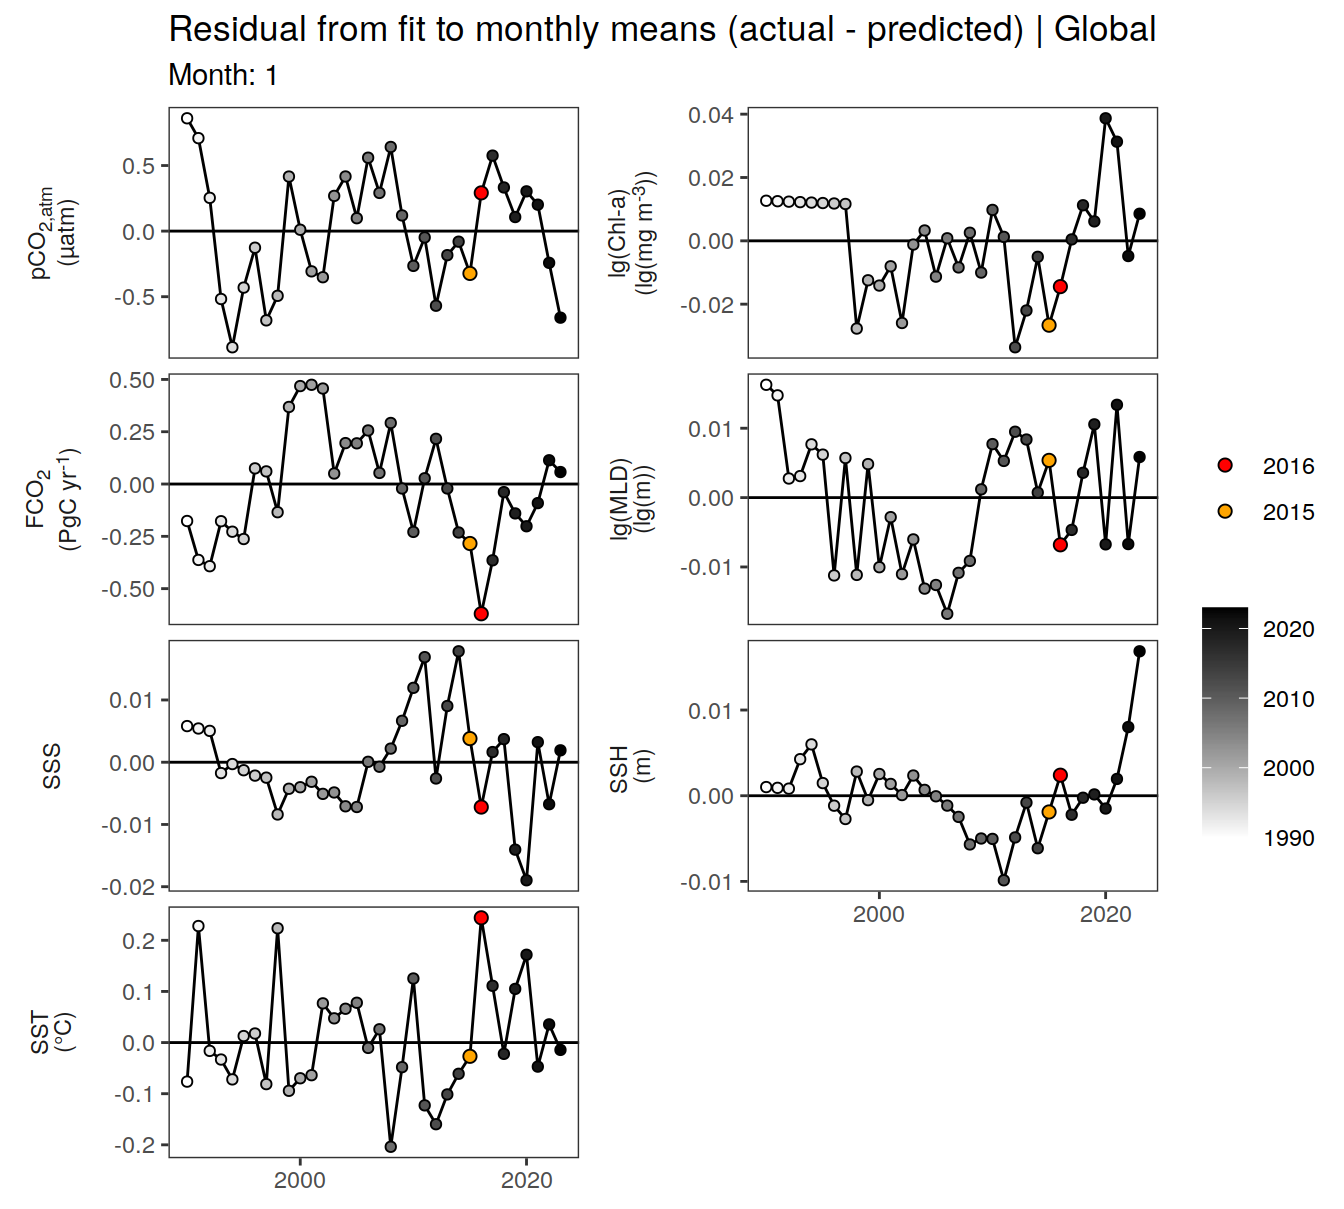 Residual from fit to monthly means (actual - predicted) | Global
Month: 1
pCO2,atm
(µatm)
0.5
0.0
-0.5
lg(Chl-a)
(lg(mg m-3))
0.04
0.02
0.00
-0.02
FCO2
(PgC yr-1)
0.50
0.25
0.00
-0.25
-0.50
lg(MLD)
(lg(m))
0.01
0.00
-0.01
SSS
0.01
0.00
-0.01
-0.02
SSH
(m)
0.01
0.00
-0.01
2000
2020
SST
(°C)
0.2
0.1
0.0
-0.1
-0.2
2000
2020
2016
2015
2020
2010
2000
1990